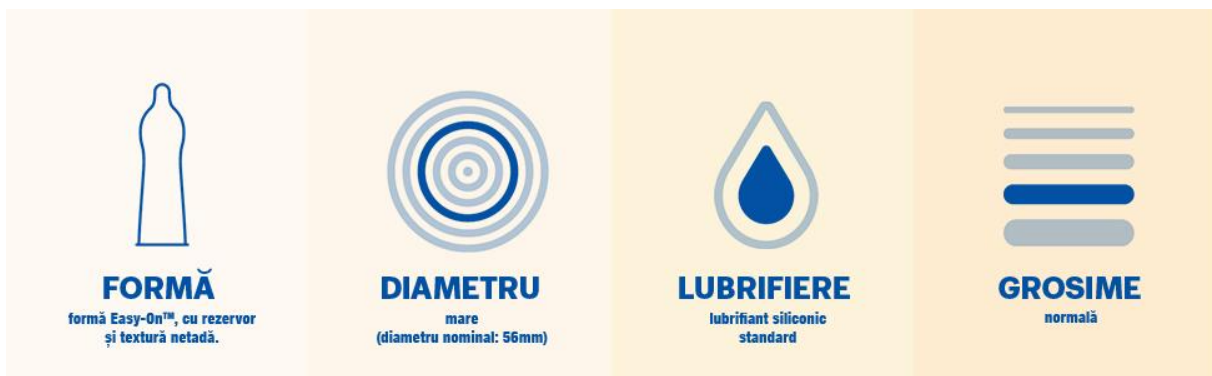 FORMĂ
formă Easy-On™, cu rezervor
și textură netadă.
DIAMETRU
mare
(diametru nominal: 56mm)
LUBRIFIERE
lubrifiant siliconic
standard
GROSIME
normală